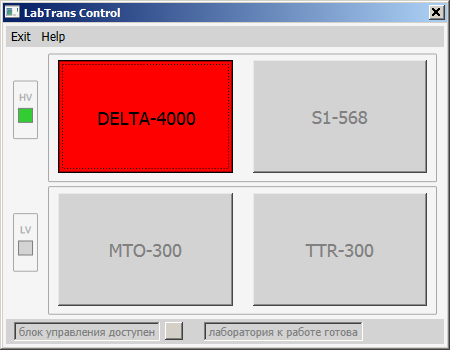 LabTrans Control
Exit Help
HV
DELTA-4000 S1-568
LV
MTO-300 TTR-300
блок управления доступен лаборатория к работе готова